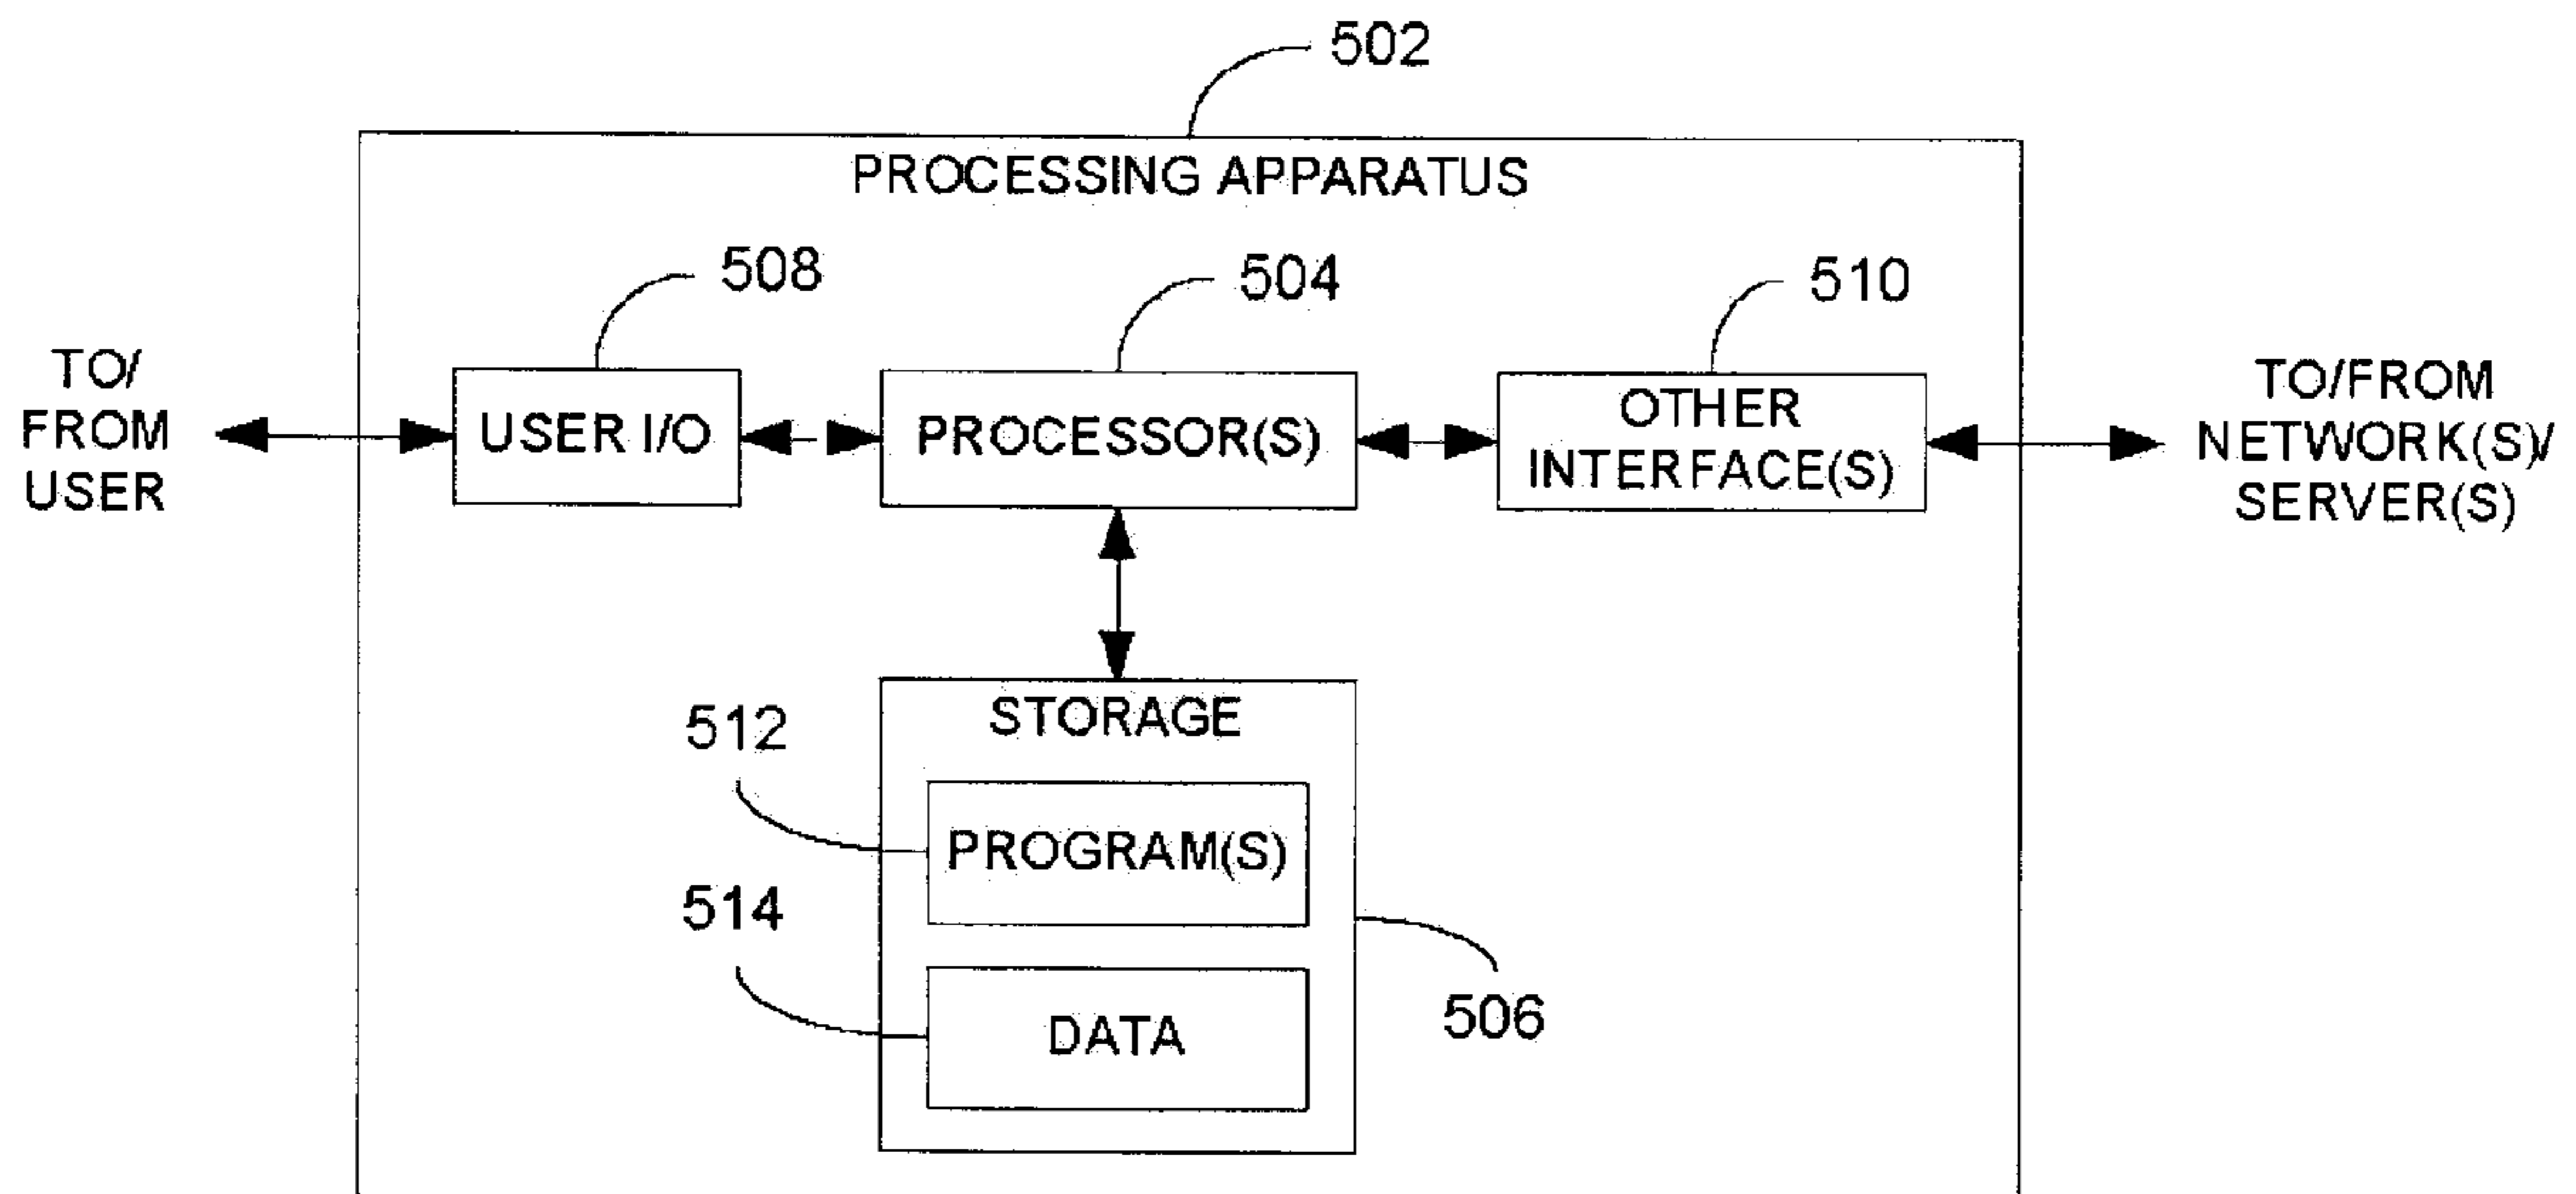 502
PROCESSING APPARATUS
508
504
510
TO/
FROM
USER
USER I/O
PROCESSOR(S)
OTHER
INTERFACE(S)
TO/FROM
NETWORK(S)/
SERVER(S)
STORAGE
512
PROGRAM(S)
514
DATA
506